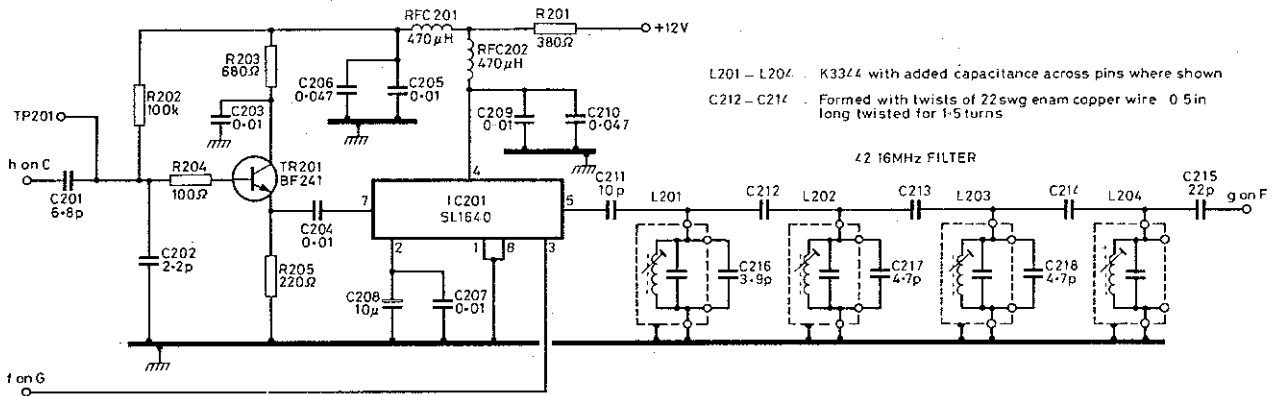 RFC201
470μH
R201
380Ω
+12V
RFC202
470μH
R203
680Ω
C206
0·047
C205
0·01
R202
100k
C203
0·01
C209
0·01
C210
0·047
L201 – L204 . K3344 with added capacitance across pins where shown
C212 – C214 . Formed with twists of 22swg enam copper wire 0 5in
long twisted for 1·5 turns
TP201
42 16MHz FILTER
h on C
C201
6·8p
R204
100Ω
TR201
BF241
C204
0·01
7
4
IC201
SL1640
5
2
1
8
3
C211
10p
L201
C212
L202
C213
L203
C214
L204
C215
22p
g on F
C202
2·2p
R205
220Ω
C208
10μ
C207
0·01
C216
3·9p
C217
4·7p
C218
4·7p
f on G